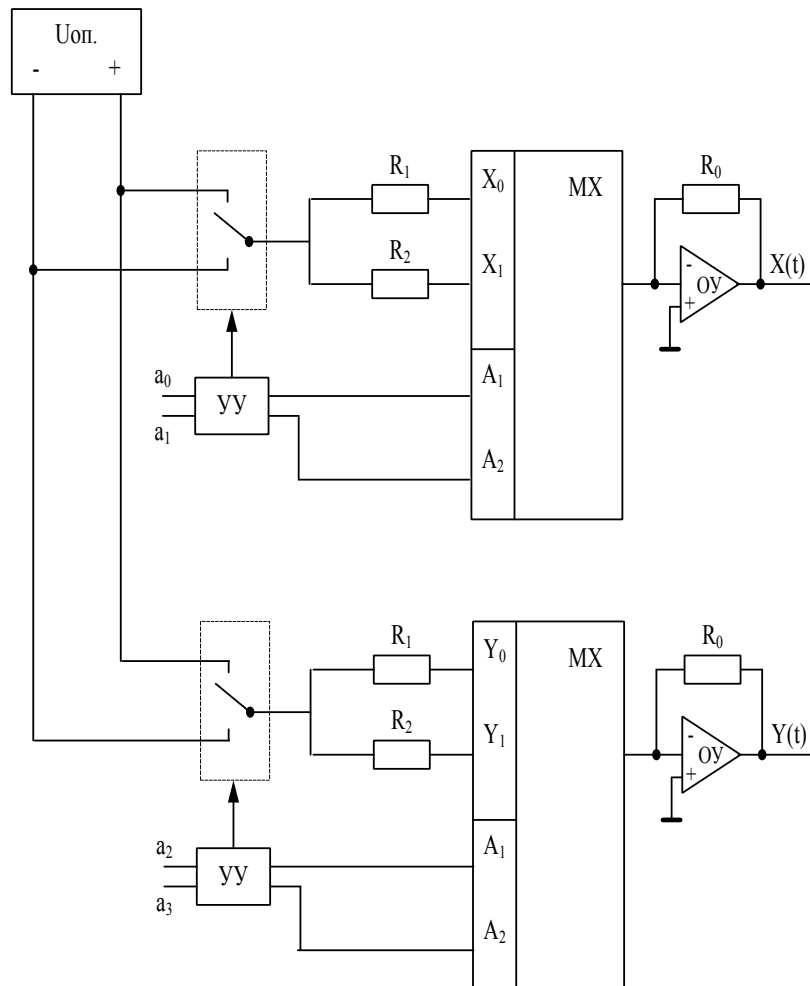 Uоп.
- +
R₁
R₀
X₀
MX
R₂
X₁
-
ОУ
X(t)
+
a₀
УУ
A₁
a₁
A₂
R₁
R₀
Y₀
MX
R₂
Y₁
-
ОУ
Y(t)
+
a₂
УУ
A₁
a₃
A₂